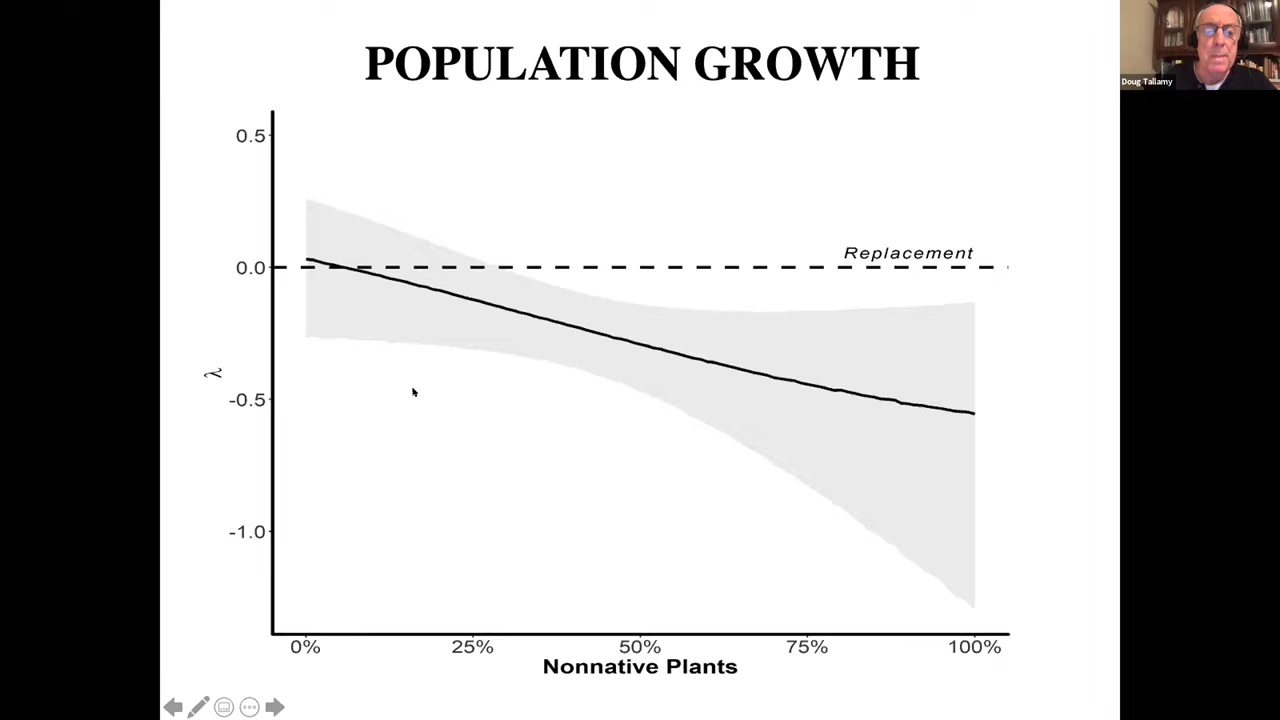 POPULATION GROWTH
Doug Tallamy
0.5
Replacement
0.0
λ
-0.5
-1.0
0% 25% 50% 75% 100%
Nonnative Plants